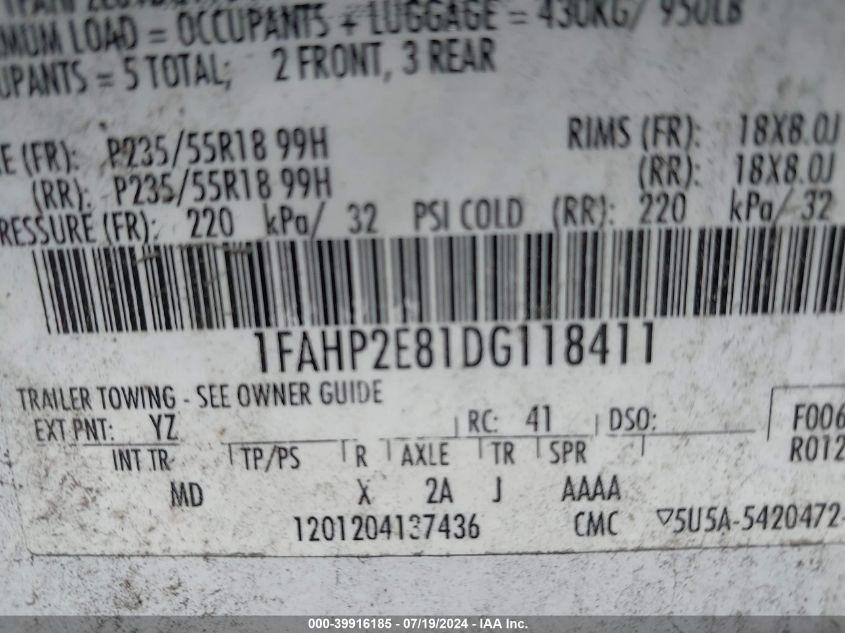 MUM LOAD = OCCUPANTS + LUGGAGE = 430KG/ 950LB
UPANTS = 5 TOTAL; 2 FRONT, 3 REAR
E (FR): P235/55R18 99H RIMS (FR): 18X8.0J
(RR): P235/55R18 99H (RR): 18X8.0J
RESSURE (FR): 220 kPa/ 32 PSI COLD (RR): 220 kPa/ 32
1FAHP2E81DG118411
TRAILER TOWING - SEE OWNER GUIDE
EXT PNT: YZ RC: 41 DSO: F006
INT TR TP/PS R AXLE TR SPR R012
MD X 2A J AAAA
1201204137436 CMC ▽5U5A-5420472-
000-39916185 - 07/19/2024 - IAA Inc.